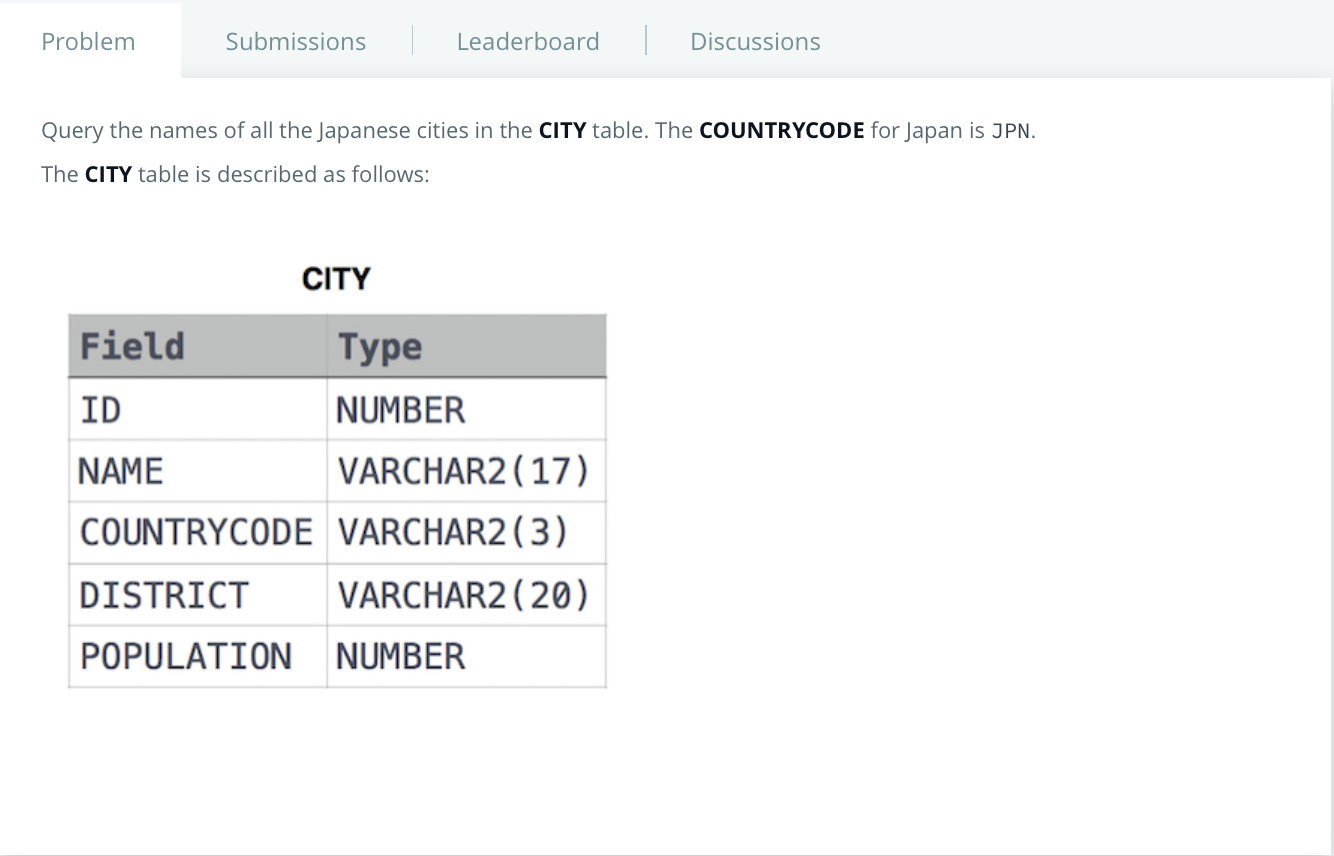 Problem Submissions Leaderboard Discussions
Query the names of all the Japanese cities in the CITY table. The COUNTRYCODE for Japan is JPN.
The CITY table is described as follows:
CITY
Field Type
ID NUMBER
NAME VARCHAR2(17)
COUNTRYCODE VARCHAR2(3)
DISTRICT VARCHAR2(20)
POPULATION NUMBER